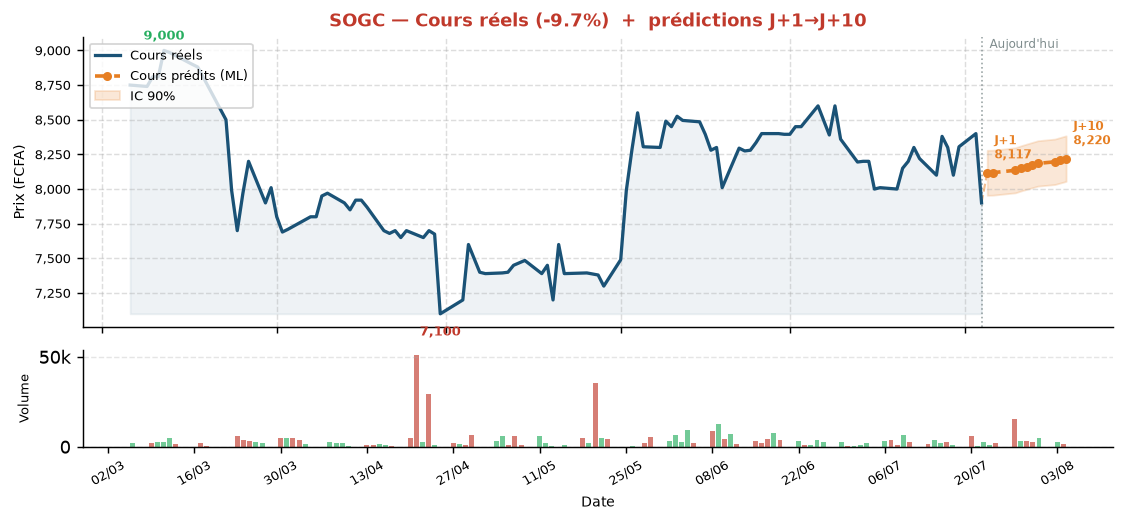 SOGC — Cours réels (-9.7%) + prédictions J+1→J+10
9,000
Aujourd'hui
Cours réels
Cours prédits (ML)
IC 90%
9,000
8,750
8,500
8,250
8,000
7,750
7,500
7,250
Prix (FCFA)
J+1
8,117
J+10
8,220
7,100
50k
0
Volume
02/03
16/03
30/03
13/04
27/04
11/05
25/05
08/06
22/06
06/07
20/07
03/08
Date